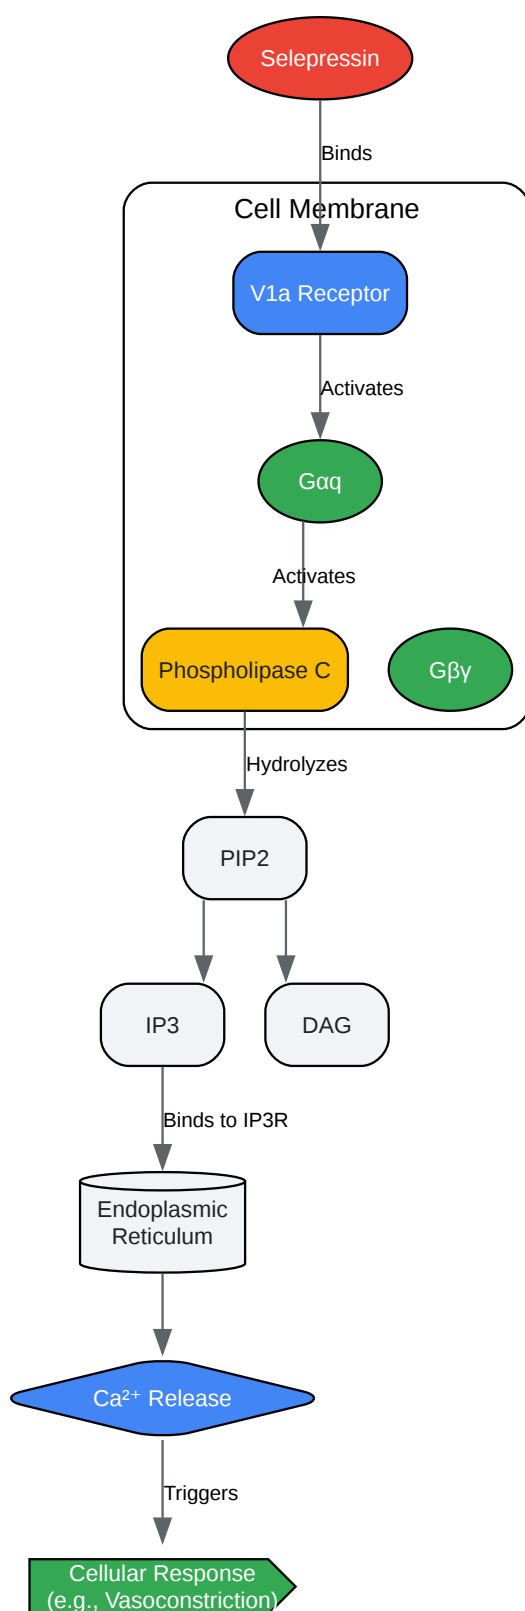 Selepressin
Binds
Cell Membrane
V1a Receptor
Activates
Gαq
Activates
Phospholipase C
Gβγ
Hydrolyzes
PIP2
IP3
DAG
Binds to IP3R
Endoplasmic
Reticulum
Ca²⁺ Release
Triggers
Cellular Response
(e.g., Vasoconstriction)